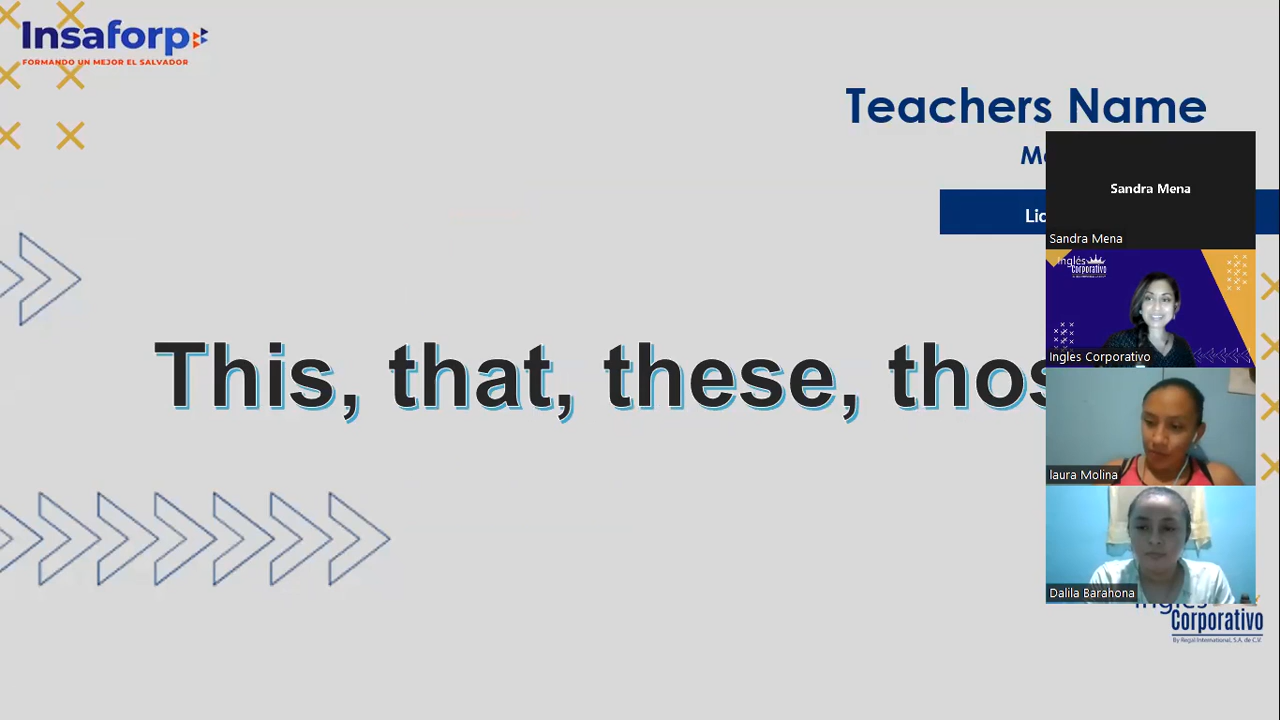 Insaforp
FORMANDO UN MEJOR EL SALVADOR
Teachers Name
Sandra Mena
Sandra Mena
Inglés
Corporativo
Ingles Corporativo
This, that, these, thos
laura Molina
Dalila Barahona
Inglés
Corporativo
By Regal International, S.A. de C.V.